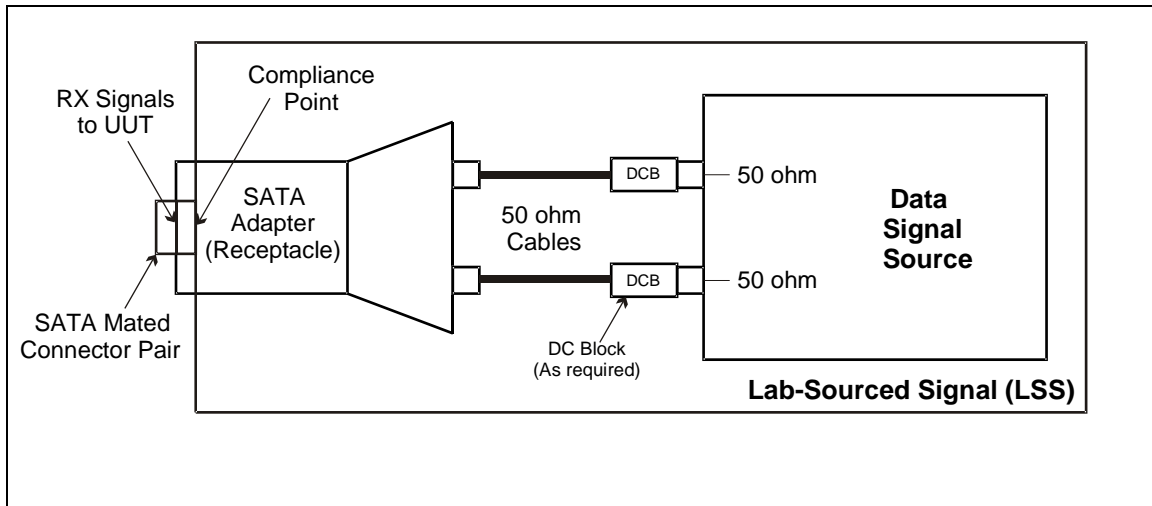 Compliance
Point
RX Signals
to UUT
SATA
Adapter
(Receptacle)
SATA Mated
Connector Pair
50 ohm
Cables
DCB
DCB
DC Block
(As required)
50 ohm
50 ohm
Data
Signal
Source
Lab-Sourced Signal (LSS)